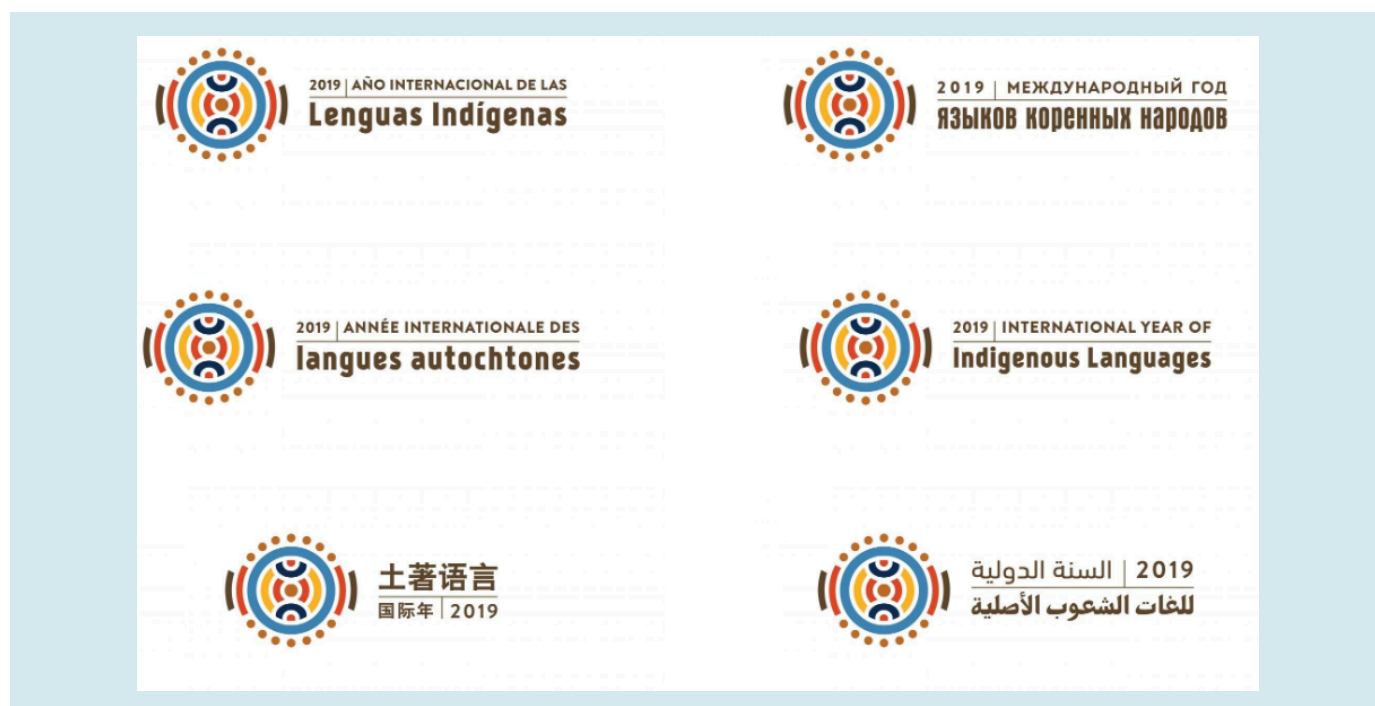 2019 | AÑO INTERNACIONAL DE LAS
Lenguas Indígenas
2019 | МЕЖДУНАРОДНЫЙ ГОД
ЯЗЫКОВ КОРЕННЫХ НАРОДОВ
2019 | ANNÉE INTERNATIONALE DES
langues autochtones
2019 | INTERNATIONAL YEAR OF
Indigenous Languages
土著语言
国际年 | 2019
2019 | السنة الدولية
للغات الشعوب الأصلية